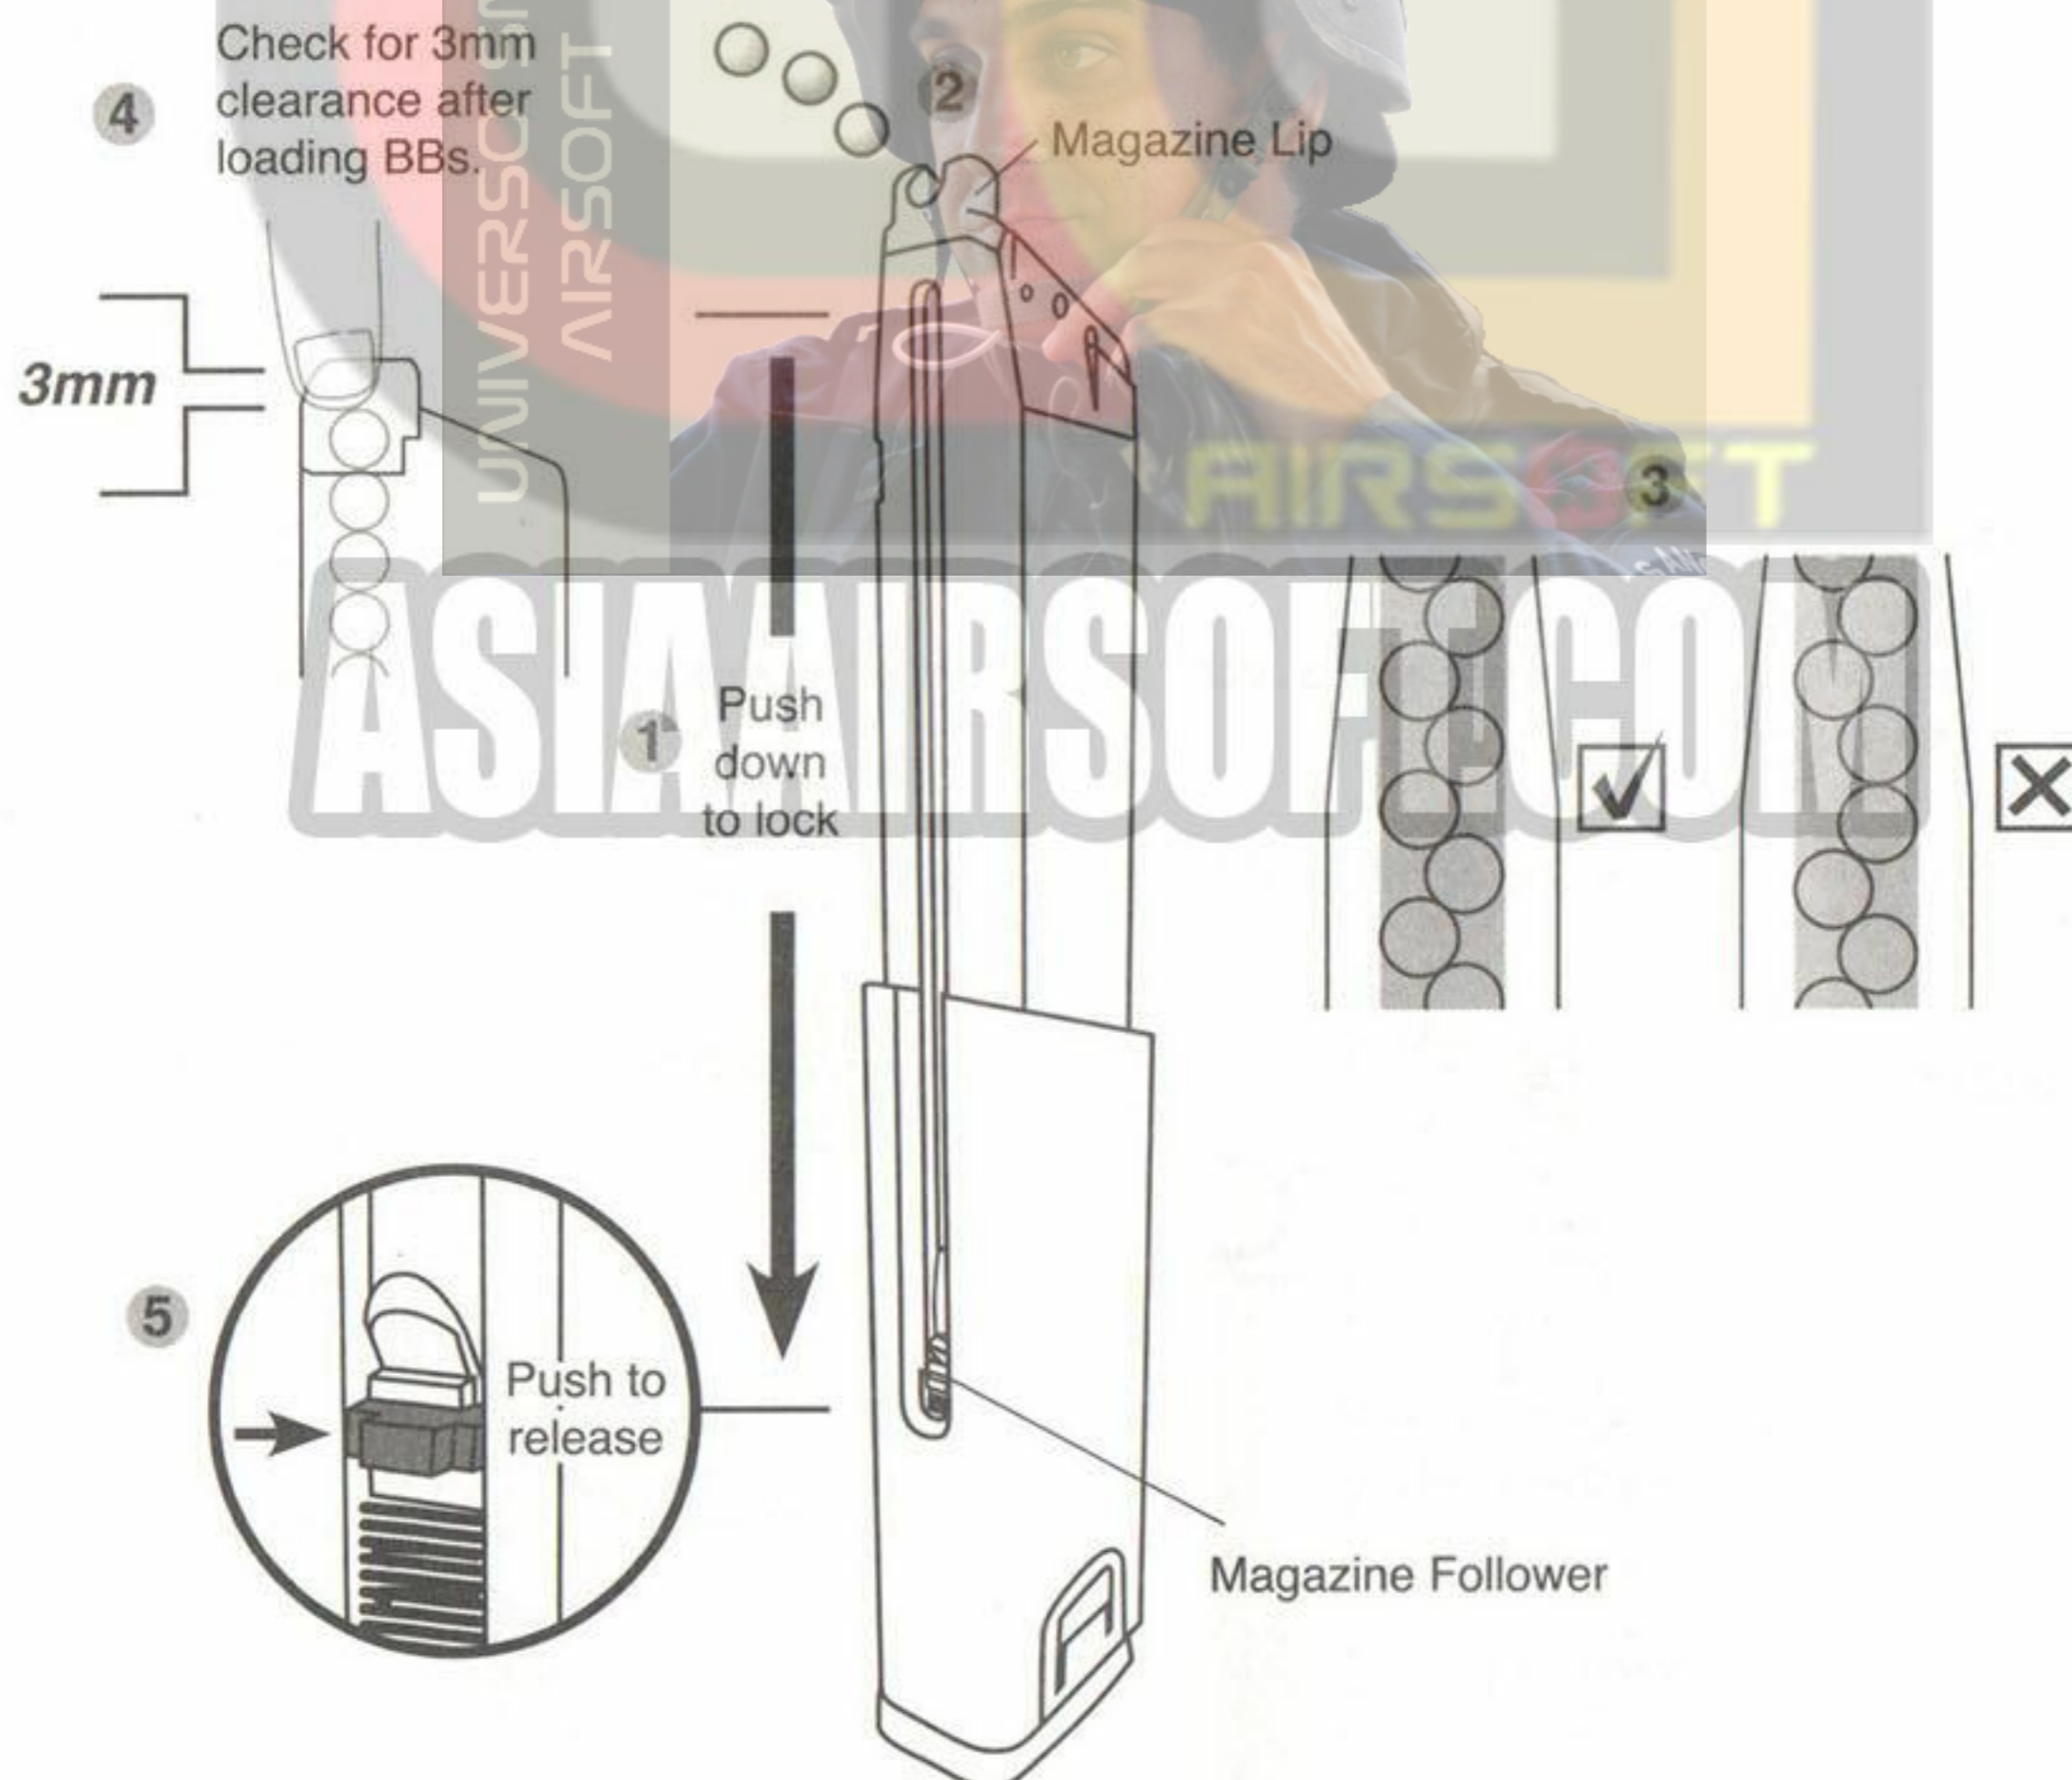 4
Check for 3mm
clearance after
loading BBs.
2
Magazine Lip
UNIVERSO
AIRSOFT
3mm
AIRSOFT
3
ASIAAIRSOFT.COM
1
Push
down
to lock
5
Push to
release
Magazine Follower